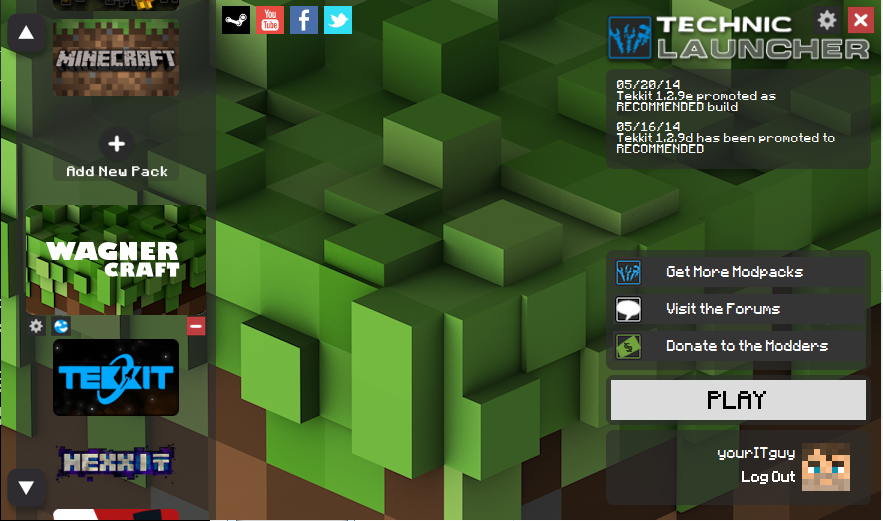 MINECRAFT
Add New Pack
WAGNER
CRAFT
TEKKIT
HEXXIT
You
Tube
TECHNIC
LAUNCHER
05/20/14
Tekkit 1.2.9e promoted as
RECOMMENDED build
05/16/14
Tekkit 1.2.9d has been promoted to
RECOMMENDED
Get More Modpacks
Visit the Forums
Donate to the Modders
PLAY
yourITguy
Log Out